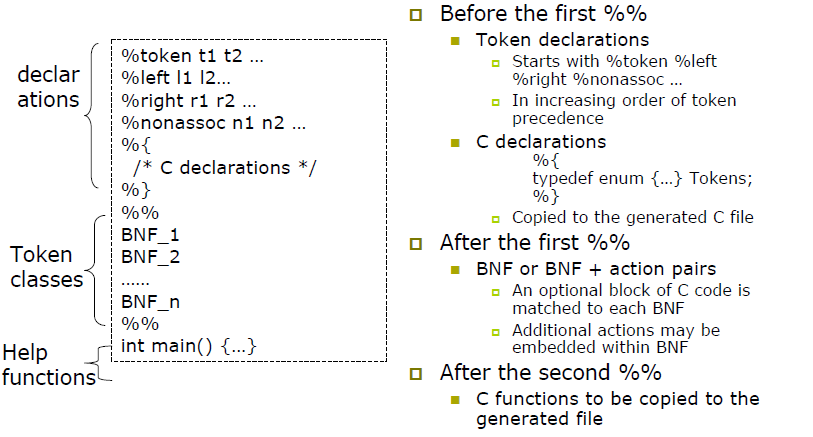 declar
ations
%token t1 t2 …
%left l1 l2…
%right r1 r2 …
%nonassoc n1 n2 …
%{
/* C declarations */
%}
%%
Token
classes
BNF_1
BNF_2
……
BNF_n
%%
Help
functions
int main() {…}
Before the first %%
Token declarations
Starts with %token %left
%right %nonassoc …
In increasing order of token
precedence
C declarations
%{
typedef enum {…} Tokens;
%}
Copied to the generated C file
After the first %%
BNF or BNF + action pairs
An optional block of C code is
matched to each BNF
Additional actions may be
embedded within BNF
After the second %%
C functions to be copied to the
generated file